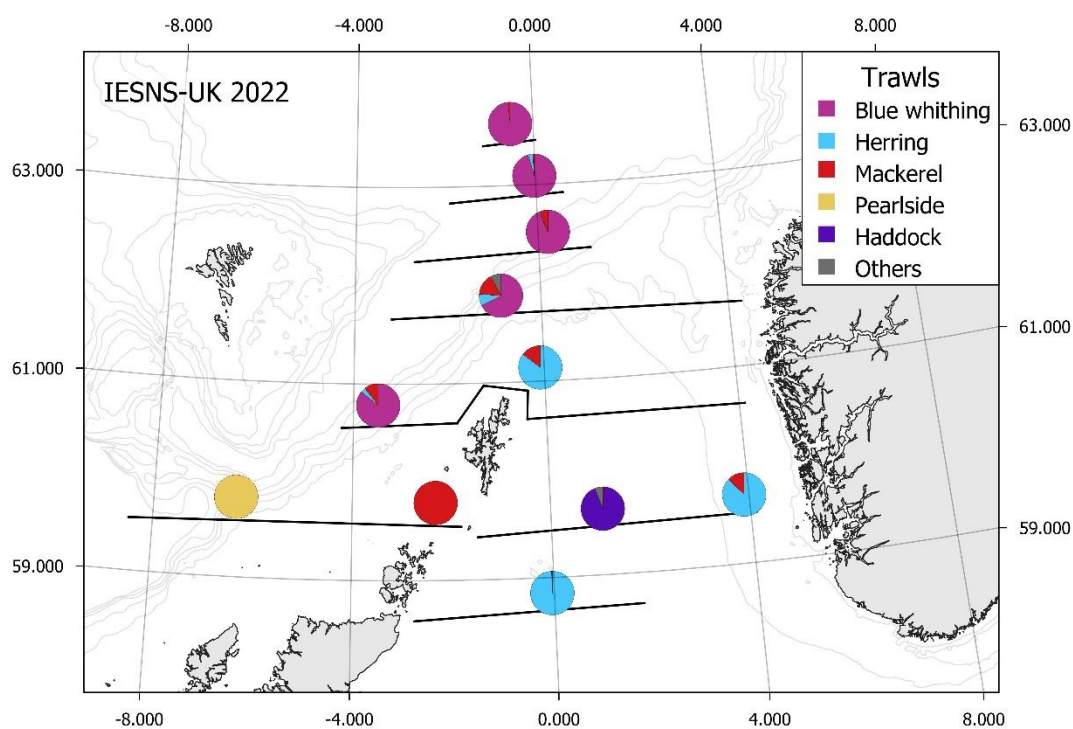 -8.000 -4.000 0.000 4.000 8.000
IESNS-UK 2022
Trawls
Blue whithing
Herring
Mackerel
Pearlside
Haddock
Others
63.000
63.000
61.000
61.000
59.000
59.000
-8.000 -4.000 0.000 4.000 8.000